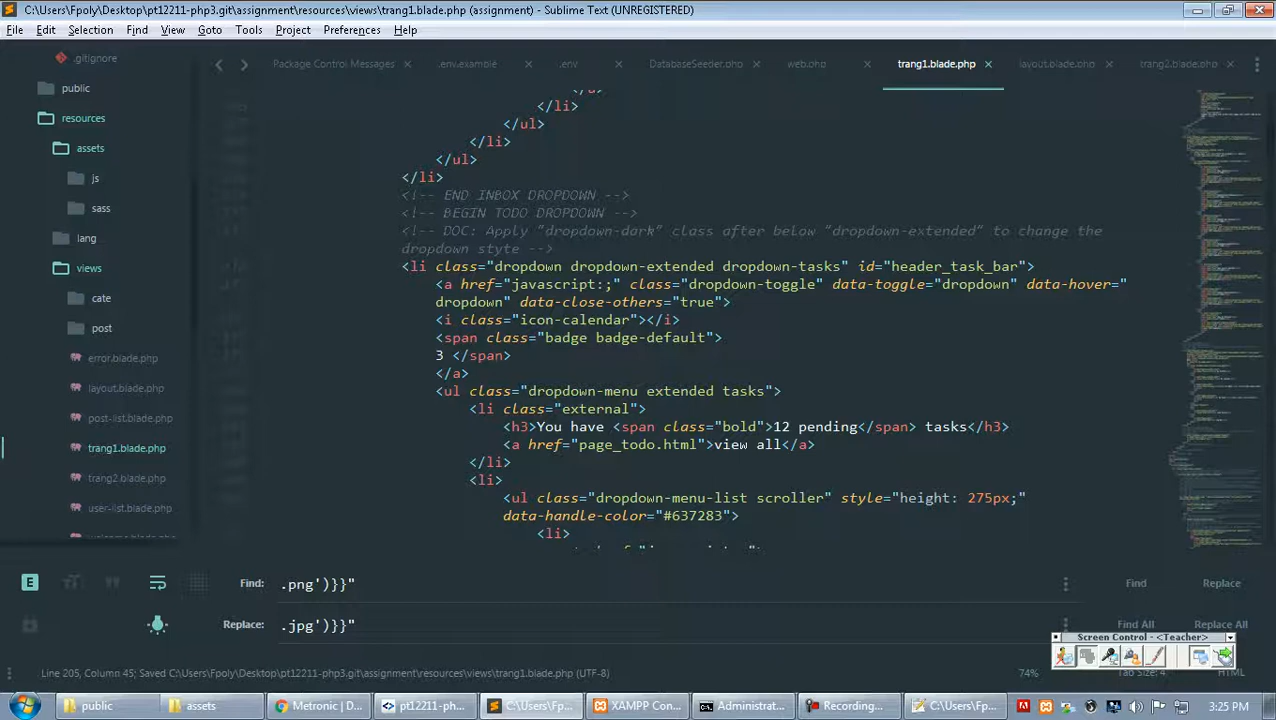 C:\Users\Fpoly\Desktop\pt12211-php3.git\assignment\resources\views\trang1.blade.php (assignment) - Sublime Text (UNREGISTERED)
File Edit Selection Find View Goto Tools Project Preferences Help
.gitignore
public
resources
assets
js
sass
lang
views
cate
post
error.blade.php
layout.blade.php
post-list.blade.php
trang1.blade.php
trang2.blade.php
user-list.blade.php
Package Control Messages .env.example .env DatabaseSeeder.php web.php trang1.blade.php layout.blade.php trang2.blade.php
</li>
</ul>
</li>
</ul>
</li>
<!-- END INBOX DROPDOWN -->
<!-- BEGIN TODO DROPDOWN -->
<!-- DOC: Apply "dropdown-dark" class after below "dropdown-extended" to change the
dropdown style -->
<li class="dropdown dropdown-extended dropdown-tasks" id="header_task_bar">
<a href="javascript:;" class="dropdown-toggle" data-toggle="dropdown" data-hover="
dropdown" data-close-others="true">
<i class="icon-calendar"></i>
<span class="badge badge-default">
3 </span>
</a>
<ul class="dropdown-menu extended tasks">
<li class="external">
<h3>You have <span class="bold">12 pending</span> tasks</h3>
<a href="page_todo.html">view all</a>
</li>
<li>
<ul class="dropdown-menu-list scroller" style="height: 275px;"
data-handle-color="#637283">
<li>
Find: .png')}}" Find Replace
Replace: .jpg')}}" Find All Replace All
Screen Control - <Teacher>
Line 205, Column 45; Saved C:\Users\Fpoly\Desktop\pt12211-php3.git\assignment\resources\views\trang1.blade.php (UTF-8) 74% Tab Size: 4 HTML
public assets Metronic | D... pt12211-ph... C:\Users\Fp... XAMPP Con... Administrat... Recording... C:\Users\Fp... 3:25 PM